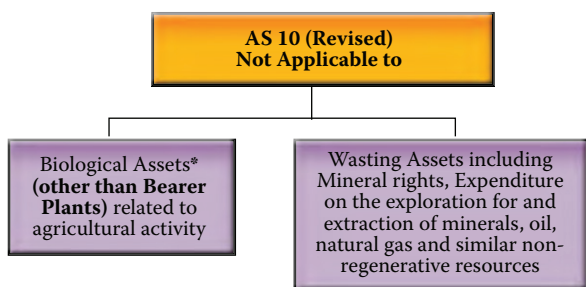 AS 10 (Revised)
Not Applicable to
Biological Assets*
(other than Bearer
Plants) related to
agricultural activity
Wasting Assets including
Mineral rights, Expenditure
on the exploration for and
extraction of minerals, oil,
natural gas and similar non-
regenerative resources